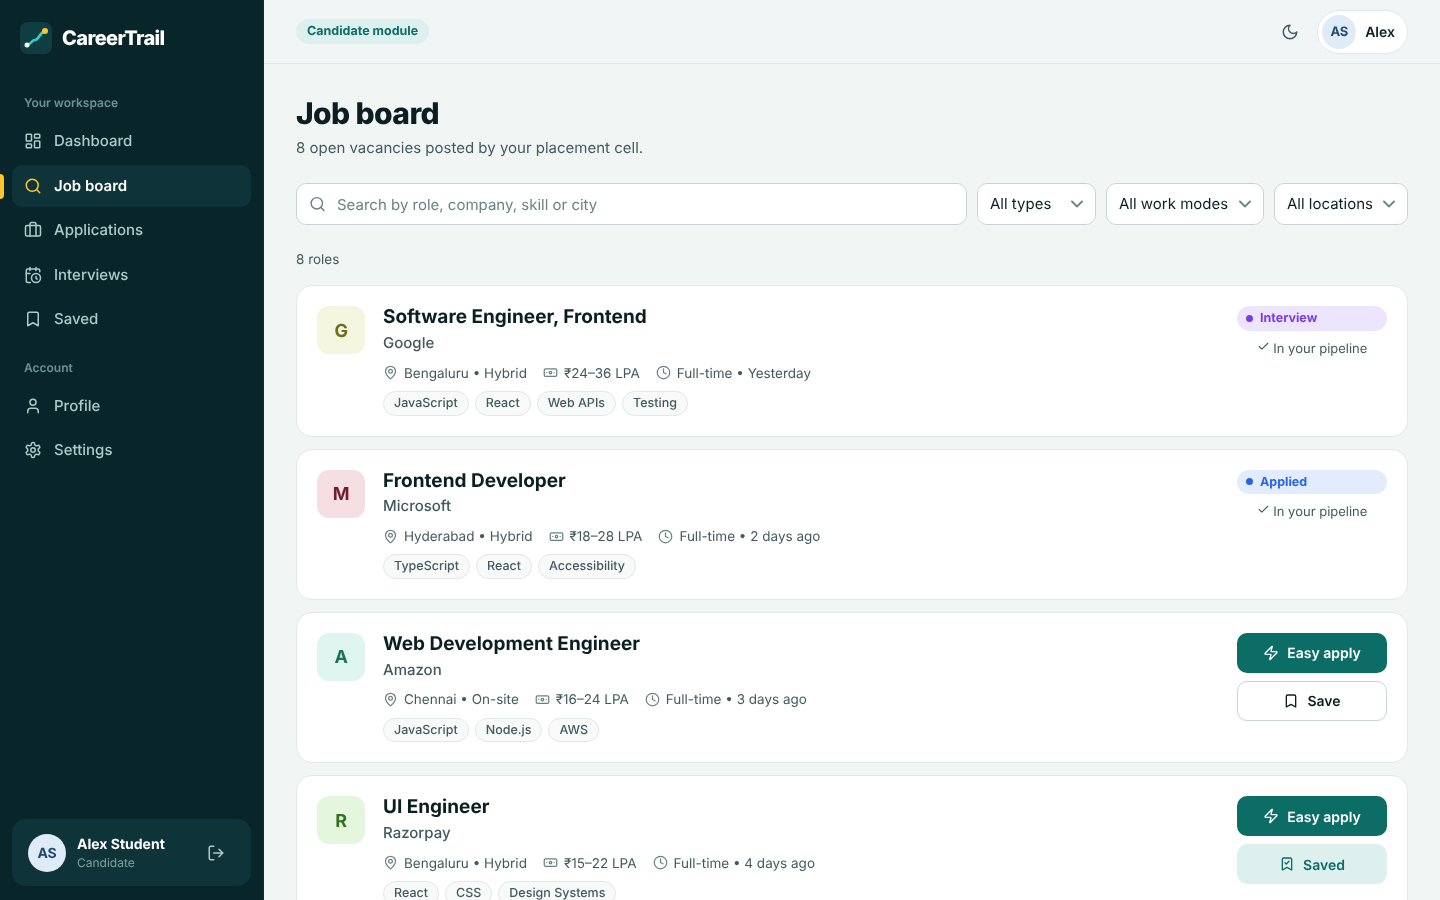 CareerTrail
Your workspace
Dashboard
Job board
Applications
Interviews
Saved
Account
Profile
Settings
AS
Alex Student
Candidate
Candidate module
AS
Alex
Job board
8 open vacancies posted by your placement cell.
Search by role, company, skill or city
All types
All work modes
All locations
8 roles
G
Software Engineer, Frontend
Google
Bengaluru • Hybrid
₹24–36 LPA
Full-time • Yesterday
JavaScript
React
Web APIs
Testing
Interview
In your pipeline
M
Frontend Developer
Microsoft
Hyderabad • Hybrid
₹18–28 LPA
Full-time • 2 days ago
TypeScript
React
Accessibility
Applied
In your pipeline
A
Web Development Engineer
Amazon
Chennai • On-site
₹16–24 LPA
Full-time • 3 days ago
JavaScript
Node.js
AWS
Easy apply
Save
R
UI Engineer
Razorpay
Bengaluru • Hybrid
₹15–22 LPA
Full-time • 4 days ago
React
CSS
Design Systems
Easy apply
Saved